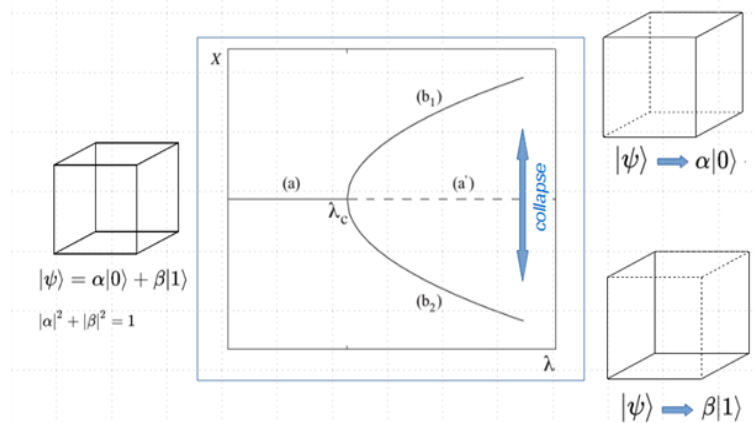 X
(b₁)
(a)
(a')
λc
collapse
(b₂)
λ
|ψ⟩ = α|0⟩ + β|1⟩
|α|² + |β|² = 1
|ψ⟩ ➡ α|0⟩
|ψ⟩ ➡ β|1⟩